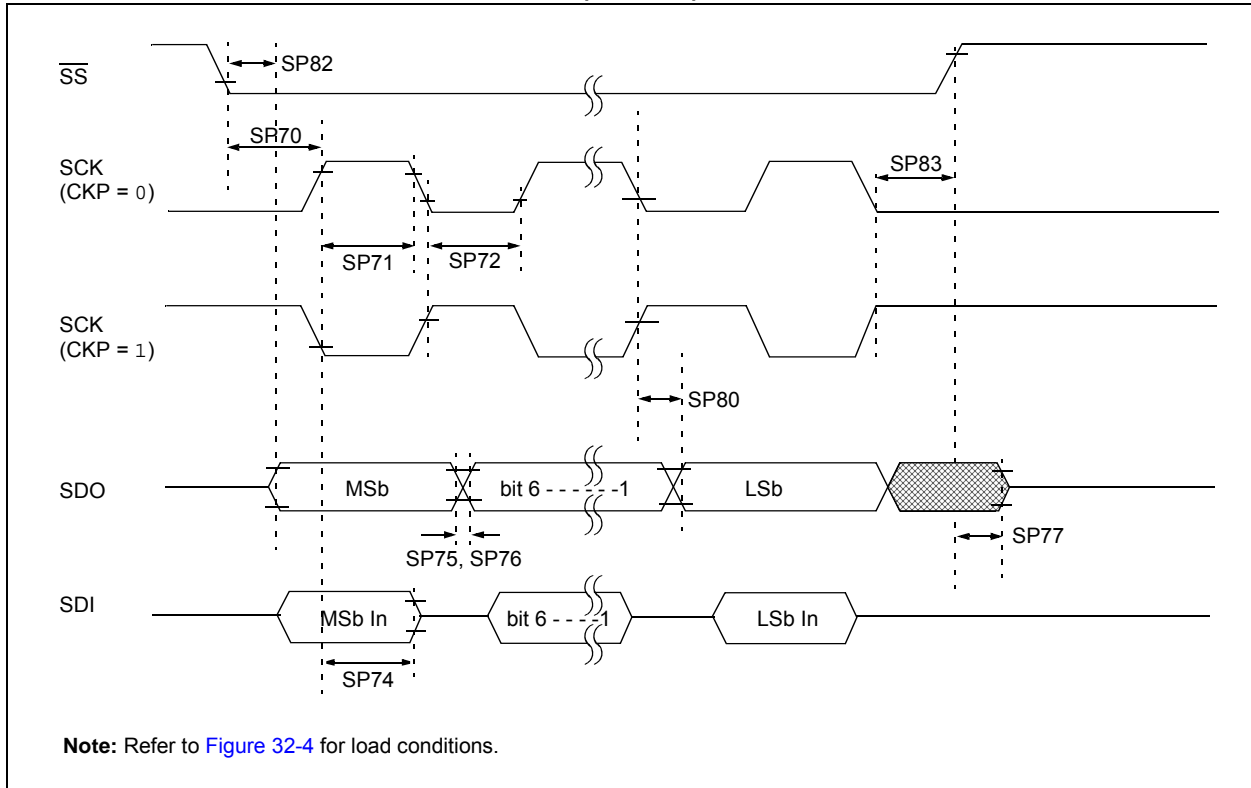 SS
SP82
SP70
SCK
(CKP = 0)
SP83
SP71
SP72
SCK
(CKP = 1)
SP80
SDO
MSb
bit 6 - - - - - -1
LSb
SP75, SP76
SP77
SDI
MSb In
bit 6 - - - -1
LSb In
SP74
Note: Refer to Figure 32-4 for load conditions.